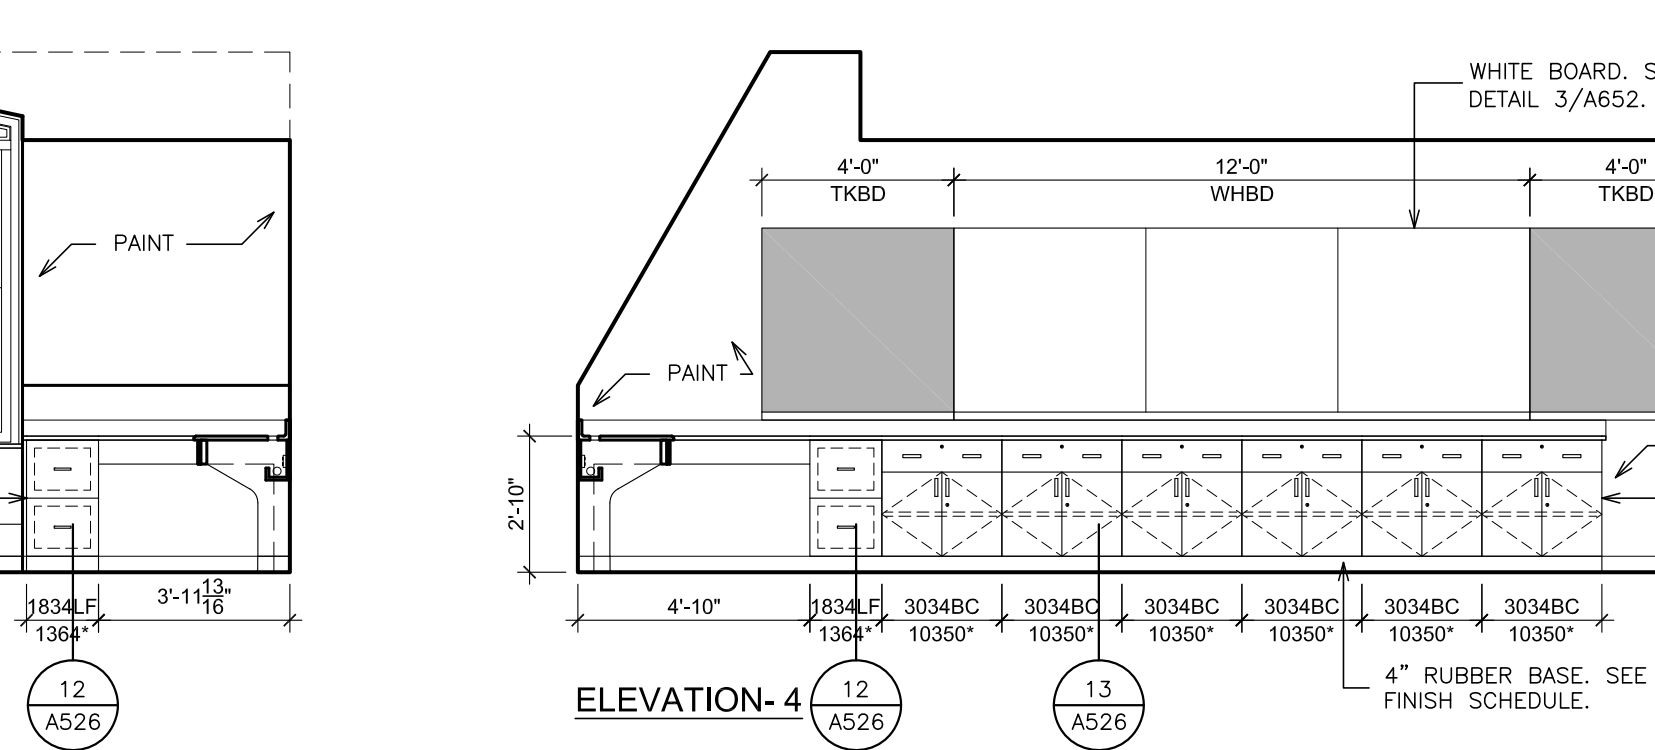 WHITE BOARD. S
DETAIL 3/A652.
4'-0"
12'-0"
4'-0"
TKBD
WHBD
TKBD
PAINT
PAINT
2'-10"
1834LF
1364*
3'-11 13/16"
4'-10"
1834LF
1364*
3034BC
10350*
3034BC
10350*
3034BC
10350*
3034BC
10350*
3034BC
10350*
3034BC
10350*
12
A526
ELEVATION- 4
12
A526
13
A526
4” RUBBER BASE. SEE
FINISH SCHEDULE.